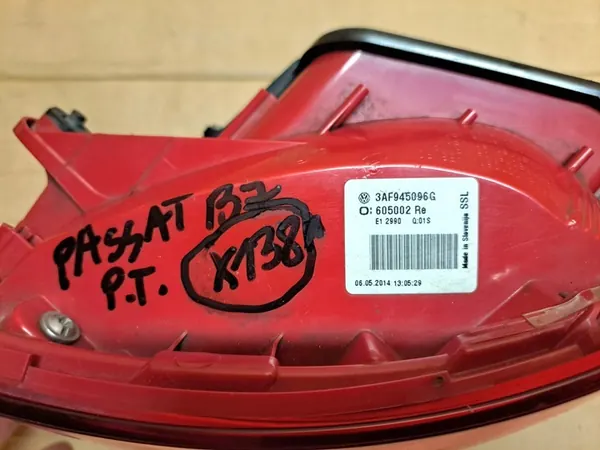 PASSAT B7
P.T.
X138
3AF945096G
O: 605002 Re
E1 2990 Q:01S
06.05.2014 13:05:29
Made in Slovenija SSL